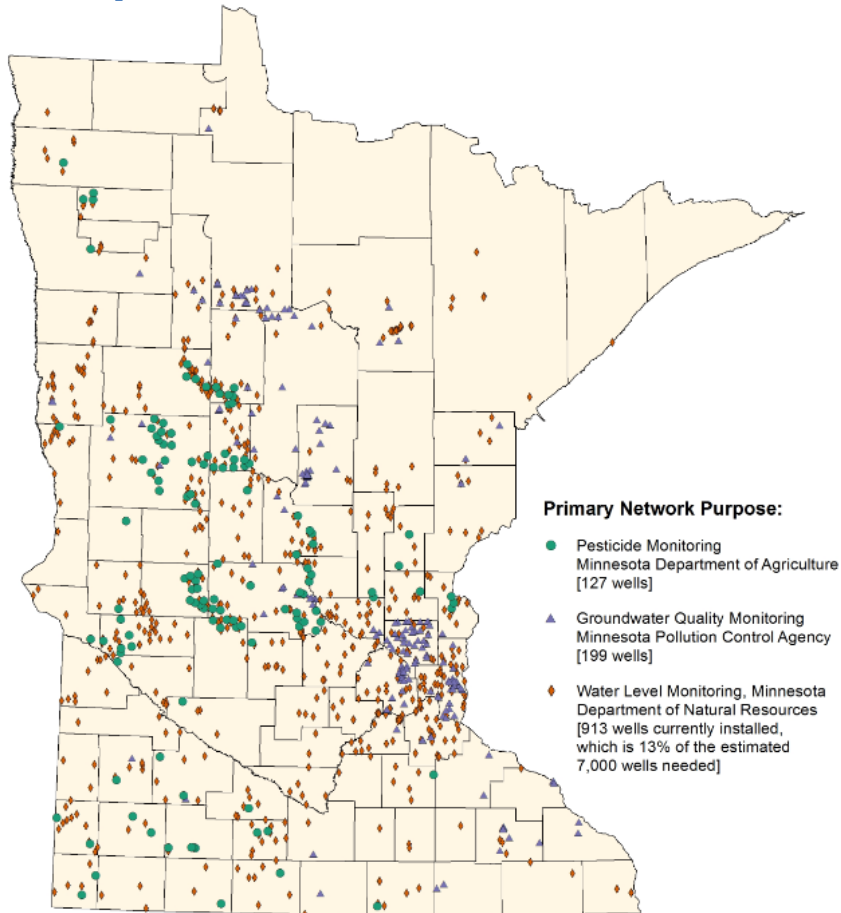 Primary Network Purpose:
Pesticide Monitoring
Minnesota Department of Agriculture
[127 wells]
Groundwater Quality Monitoring
Minnesota Pollution Control Agency
[199 wells]
Water Level Monitoring, Minnesota
Department of Natural Resources
[913 wells currently installed,
which is 13% of the estimated
7,000 wells needed]